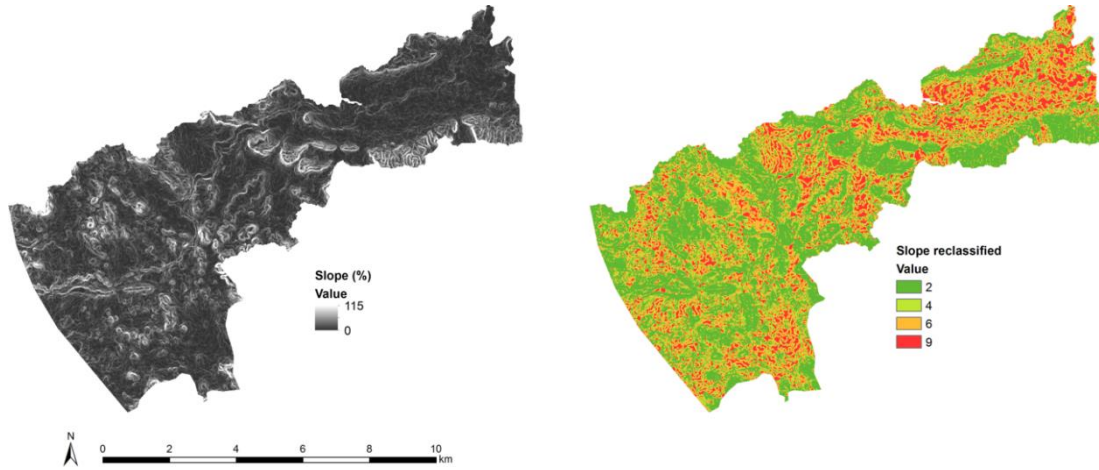 Slope (%)
Value
115
0
Slope reclassified
Value
2
4
6
9
N
0 2 4 6 8 10
km